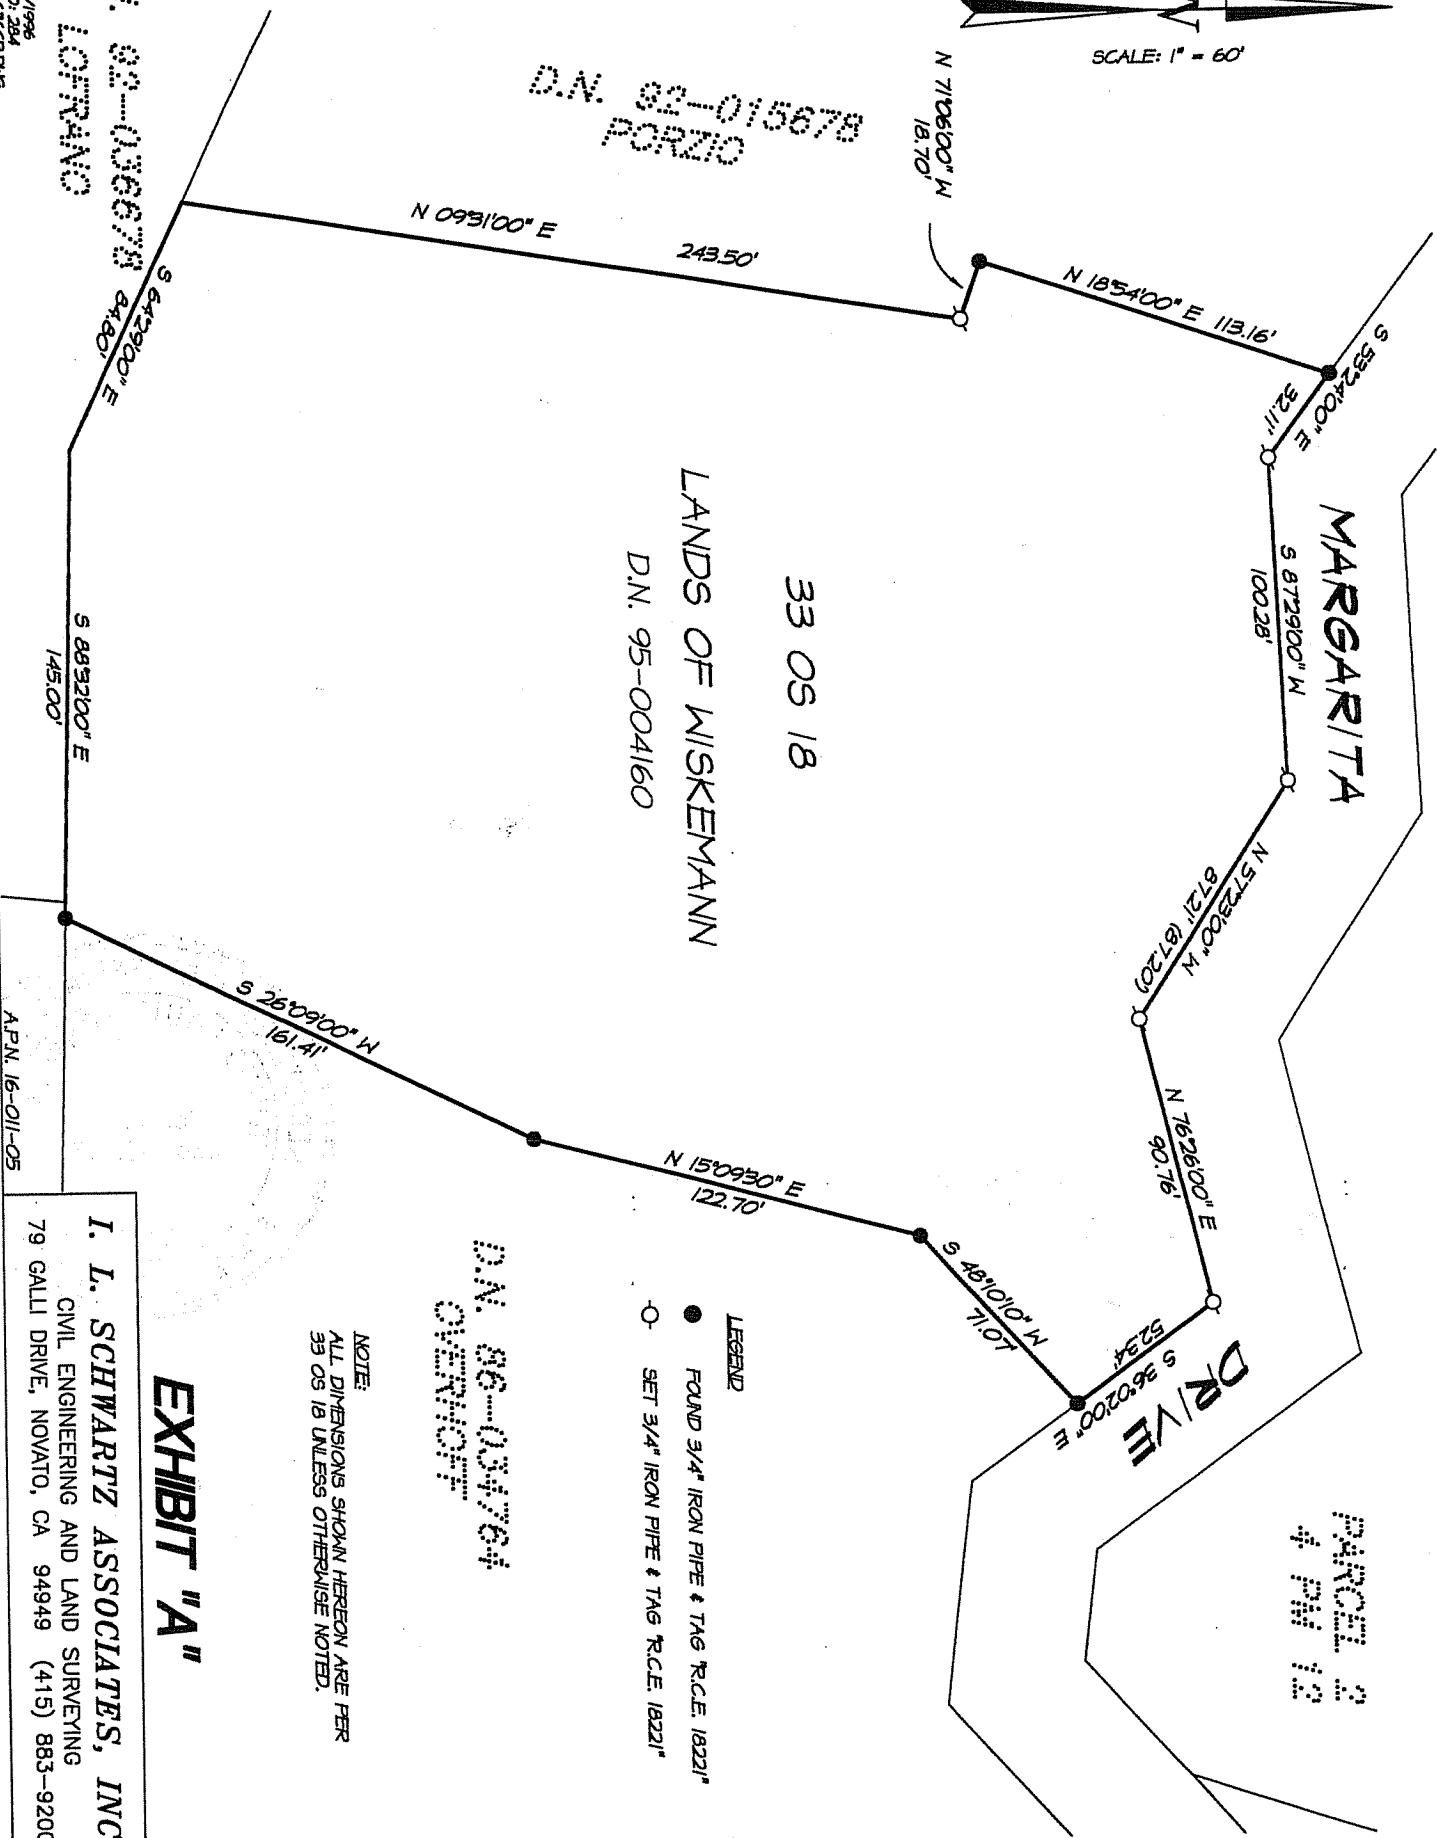 SCALE: 1" = 60'
N 71°06'00" W
18.70'
D.N. 92-015678
PORZIO
N 09°31'00" E
243.50'
N 18°54'00" E 113.16'
S 53°24'00" E
32.11'
MARGARITA
S 87°29'00" W
100.28'
N 57°23'00" W
87.21' (87.20')
N 76°26'00" E
90.76'
DRIVE
S 36°02'00" E
52.34'
S 48°10'10" W
71.07'
N 15°09'30" E
122.70'
S 26°09'00" W
161.41'
S 88°32'00" E
145.00'
S 64°29'00" E
84.80'
92-036678
LOFRANO
33 OS 18
LANDS OF WISKEMANN
D.N. 95-004160
PARCEL 2
4 PM 12
LEGEND
FOUND 3/4" IRON PIPE & TAG "R.C.E. 18221"
SET 3/4" IRON PIPE & TAG "R.C.E. 18221"
D.N. 86-034764
OVERHOFF
NOTE:
ALL DIMENSIONS SHOWN HEREON ARE PER
33 OS 18 UNLESS OTHERWISE NOTED.
A.P.N. 16-011-05
EXHIBIT "A"
I. L. SCHWARTZ ASSOCIATES, INC
CIVIL ENGINEERING AND LAND SURVEYING
79 GALLI DRIVE, NOVATO, CA 94949 (415) 883-9200